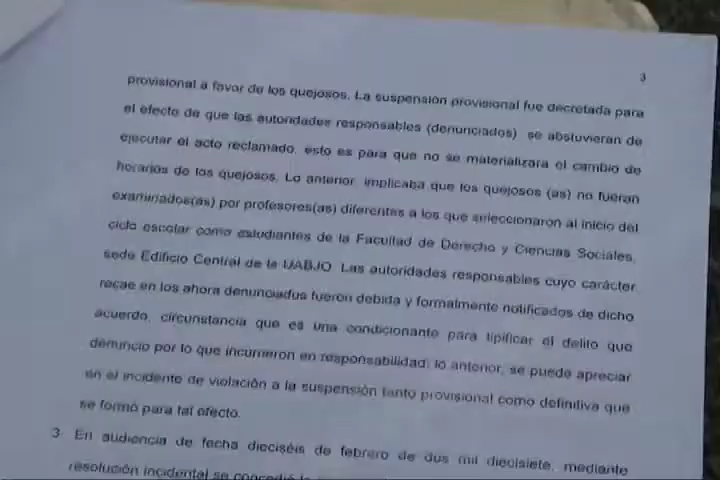 3
provisional a favor de los quejosos. La suspensión provisional fue decretada para
el efecto de que las autoridades responsables (denunciados) se abstuvieran de
ejecutar el acto reclamado, esto es para que no se materializara el cambio de
horarios de los quejosos. Lo anterior, implicaba que los quejosos (as) no fueran
examinados(as) por profesores(as) diferentes a los que seleccionaron al inicio del
ciclo escolar como estudiantes de la Facultad de Derecho y Ciencias Sociales,
sede Edificio Central de la UABJO. Las autoridades responsables cuyo carácter
recae en los ahora denunciados fueron debida y formalmente notificados de dicho
acuerdo, circunstancia que es una condicionante para tipificar el delito que
denuncio por lo que incurrieron en responsabilidad; lo anterior, se puede apreciar
en el incidente de violación a la suspensión tanto provisional como definitiva que
se formó para tal efecto.
3 En audiencia de fecha dieciséis de febrero de dos mil diecisiete, mediante
resolución incidental se concedió